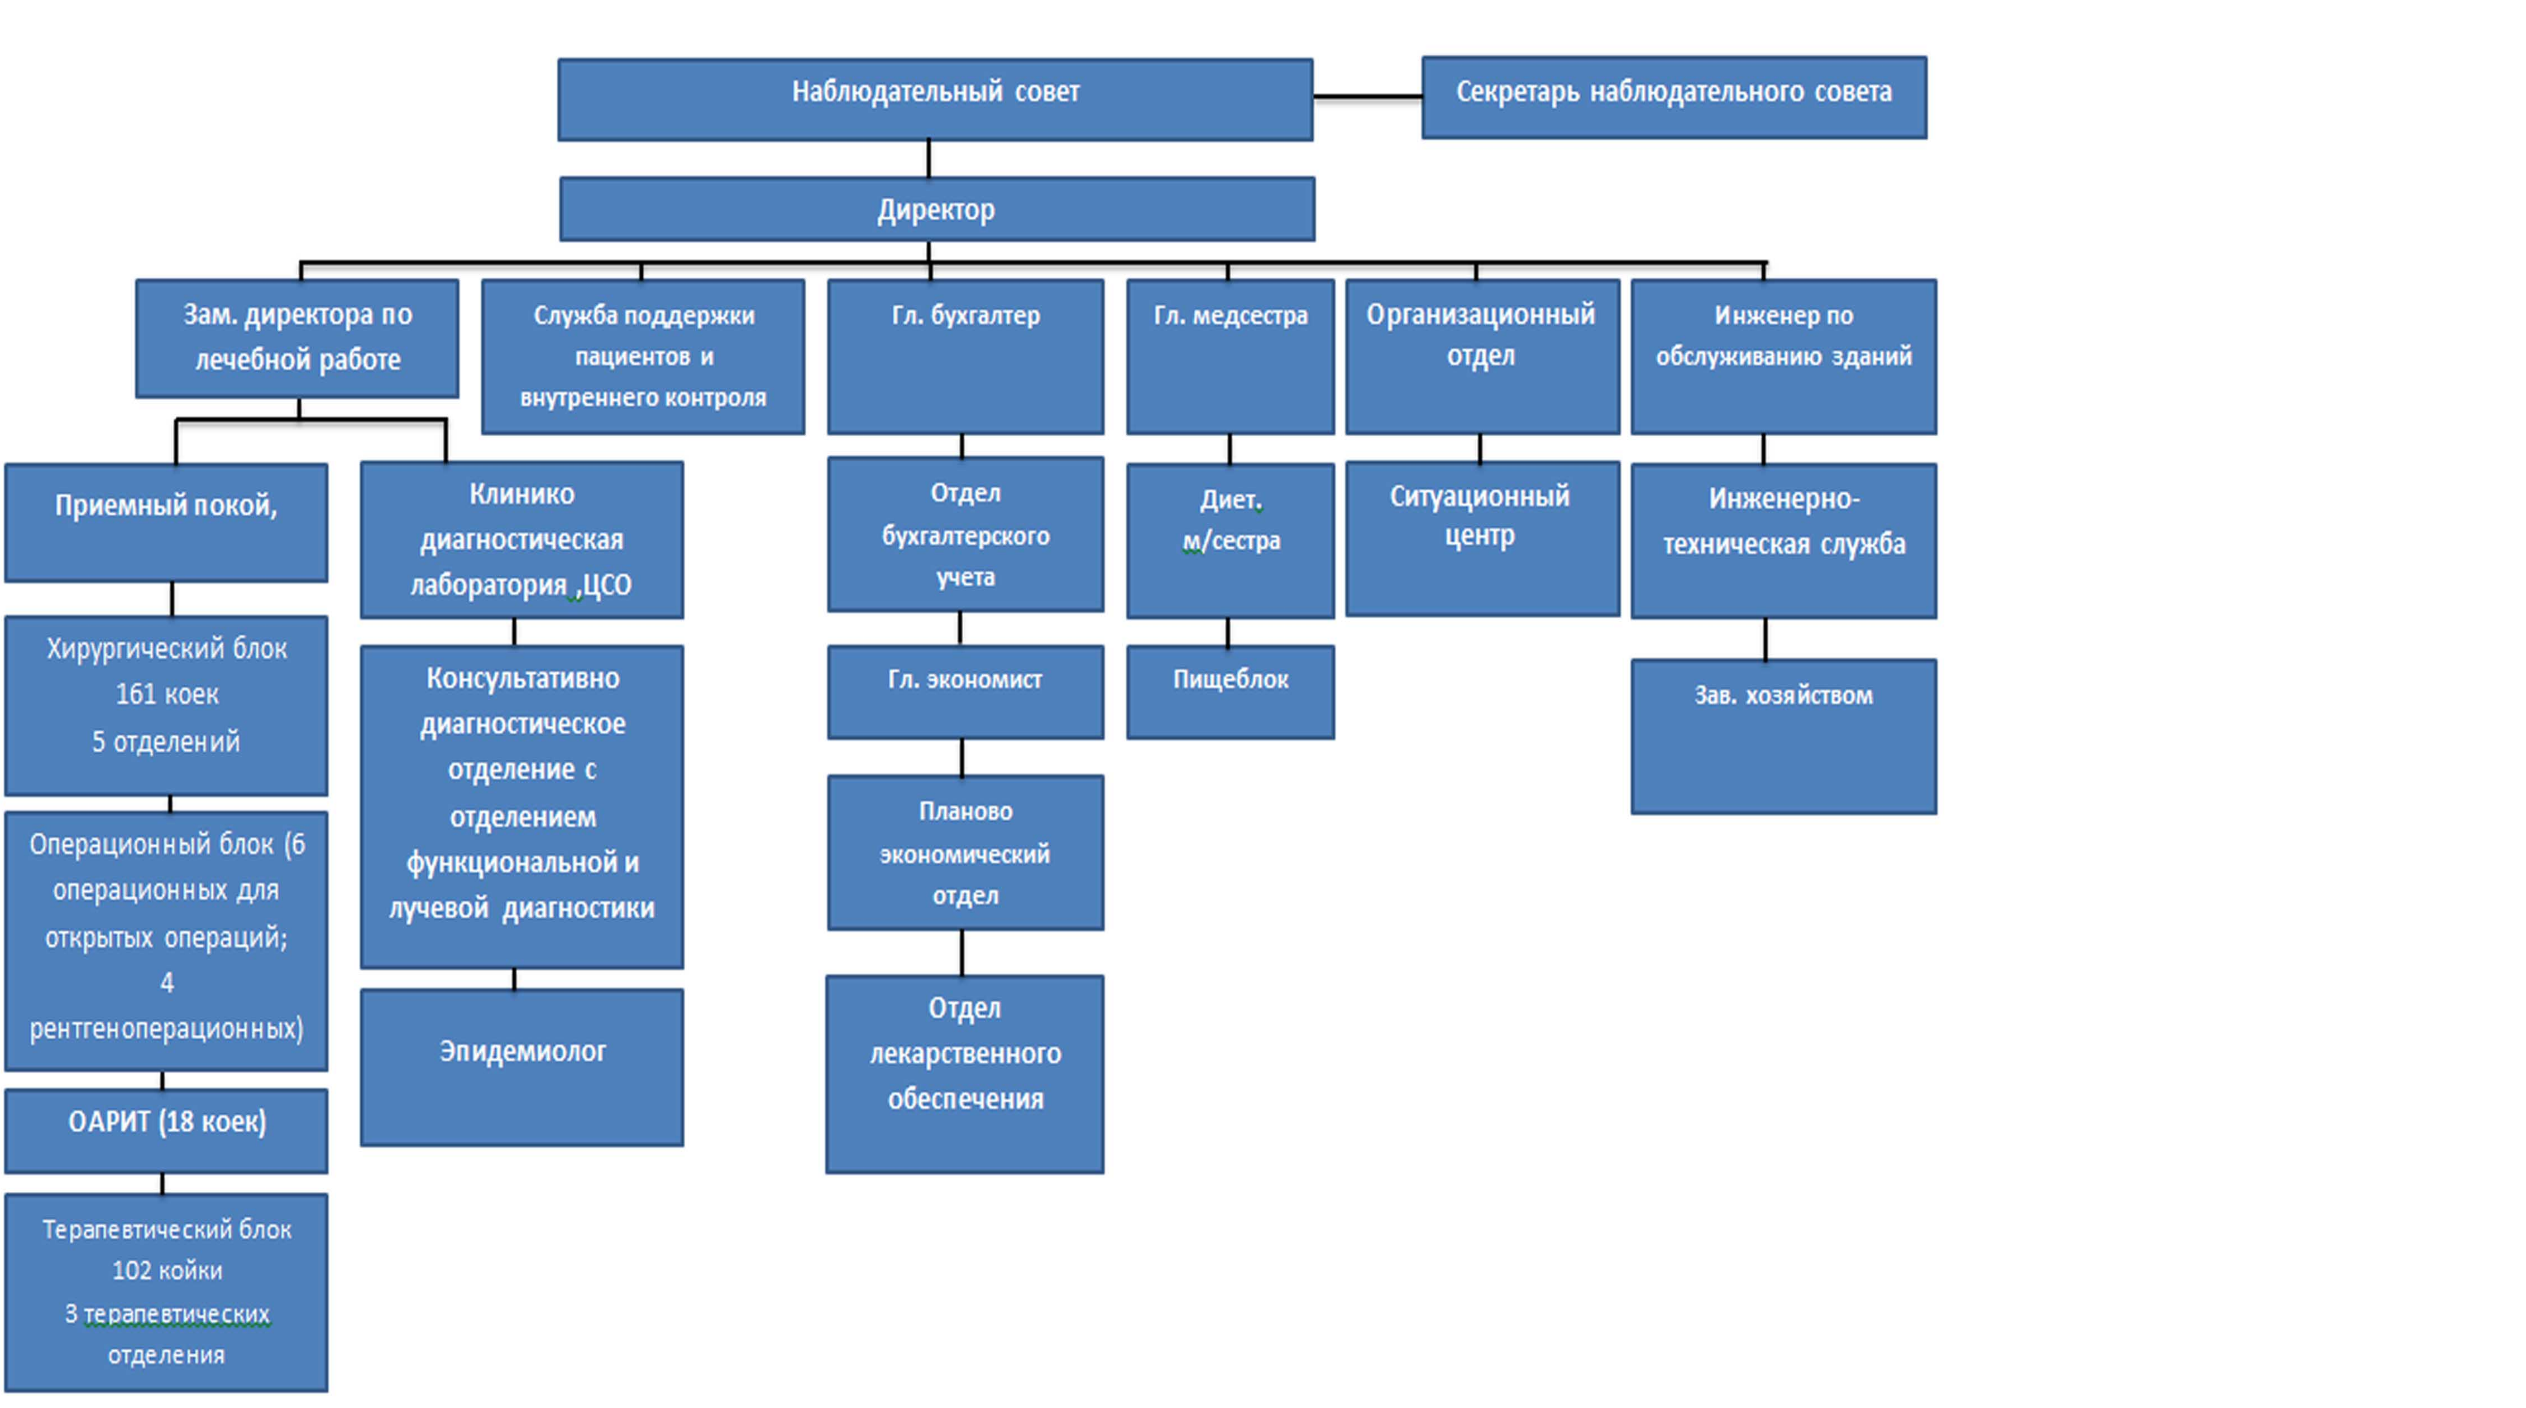 Наблюдательный совет
Секретарь наблюдательного совета
Директор
Зам. директора по
лечебной работе
Служба поддержки
пациентов и
внутреннего контроля
Гл. бухгалтер
Гл. медсестра
Организационный
отдел
Инженер по
обслуживанию зданий
Приемный покой,
Клинико
диагностическая
лаборатория ,ЦСО
Отдел
бухгалтерского
учета
Диет.
м/сестра
Ситуационный
центр
Инженерно-
техническая служба
Хирургический блок
161 коек
5 отделений
Консультативно
диагностическое
отделение с
отделением
функциональной и
лучевой диагностики
Гл. экономист
Пищеблок
Зав. хозяйством
Операционный блок (6
операционных для
открытых операций;
4
рентгеноперационных)
Планово
экономический
отдел
Эпидемиолог
Отдел
лекарственного
обеспечения
ОАРИТ (18 коек)
Терапевтический блок
102 койки
3 терапевтических
отделения